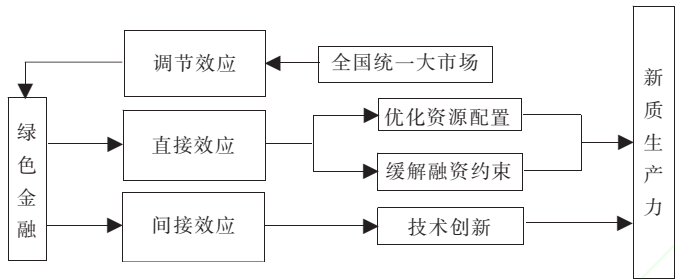 调节效应
全国统一大市场
绿色金融
直接效应
优化资源配置
缓解融资约束
间接效应
技术创新
新质生产力